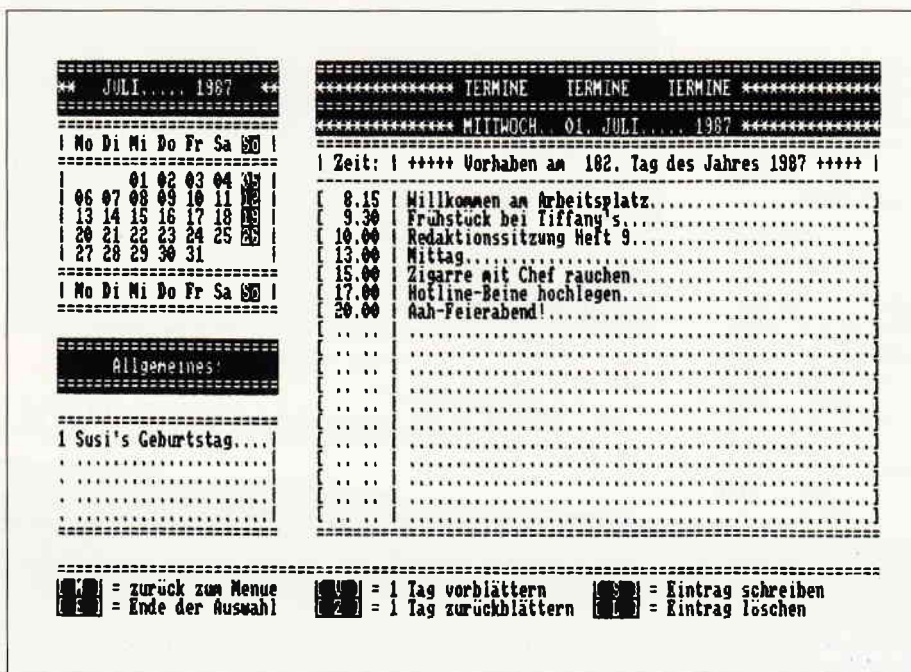 ** JULI..... 1987 **
| Mo Di Mi Do Fr Sa So |
| 01 02 03 04 05 |
| 06 07 08 09 10 11 12 |
| 13 14 15 16 17 18 19 |
| 20 21 22 23 24 25 26 |
| 27 28 29 30 31 |
| Mo Di Mi Do Fr Sa So |
Allgemeines:
1 Susi's Geburtstag....|
************** TERMINE TERMINE TERMINE **************
************** MITTWOCH.. 01. JULI..... 1987 **************
| Zeit: | +++++ Vorhaben am 182. Tag des Jahres 1987 +++++ |
[ 8.15 | Willkommen am Arbeitsplatz.......................]
[ 9.30 | Frühstück bei Tiffany's..........................]
[ 10.00 | Redaktionssitzung Heft 9.........................]
[ 13.00 | Mittag...........................................]
[ 15.00 | Zigarre mit Chef rauchen.........................]
[ 17.00 | Hotline-Beine hochlegen..........................]
[ 20.00 | Aah-Feierabend!..................................]
= zurück zum Menue
[ E ] = Ende der Auswahl
[ V ] = 1 Tag vorblättern
[ Z ] = 1 Tag zurückblättern
[ S ] = Eintrag schreiben
[ L ] = Eintrag löschen